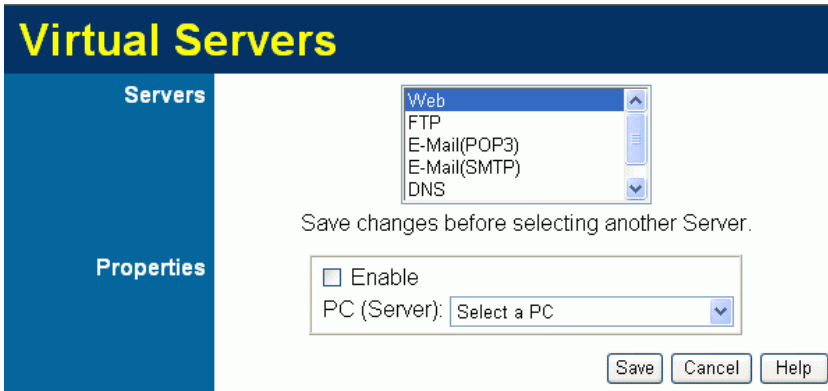 Virtual Servers
Servers
Web
FTP
E-Mail(POP3)
E-Mail(SMTP)
DNS
Save changes before selecting another Server.
Properties
Enable
PC (Server): Select a PC
Save Cancel Help